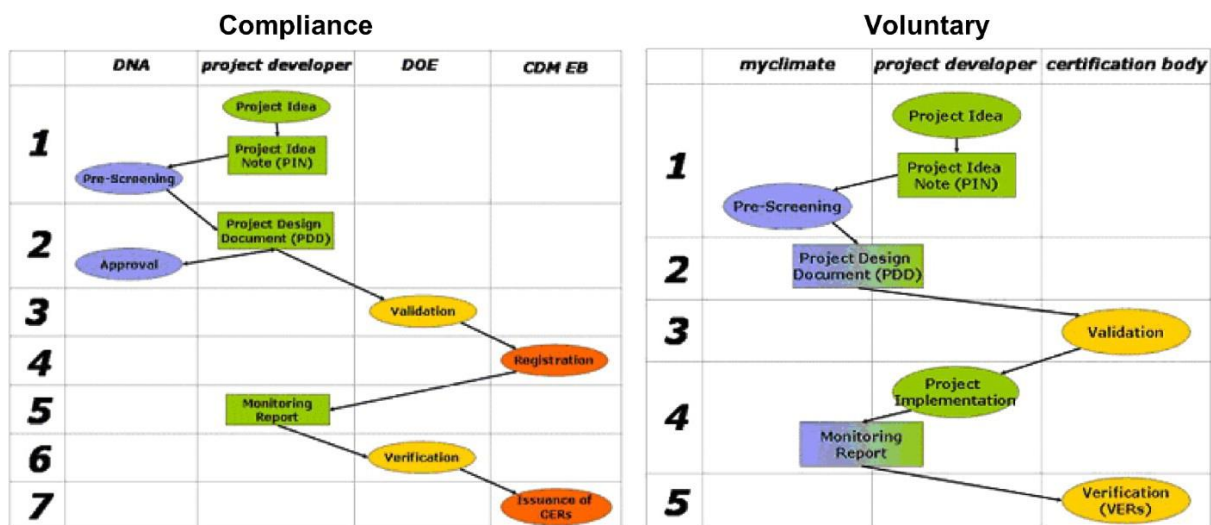 Compliance
DNA project developer DOE CDM EB
1
Project Idea
Project Idea
Note (PIN)
Pre-Screening
2
Project Design
Document (PDD)
Approval
3
Validation
4
Registration
5
Monitoring
Report
6
Verification
7
Issuance of
CERs
Voluntary
myclimate project developer certification body
1
Project Idea
Project Idea
Note (PIN)
Pre-Screening
2
Project Design
Document (PDD)
3
Validation
4
Project
Implementation
Monitoring
Report
5
Verification
(VERs)